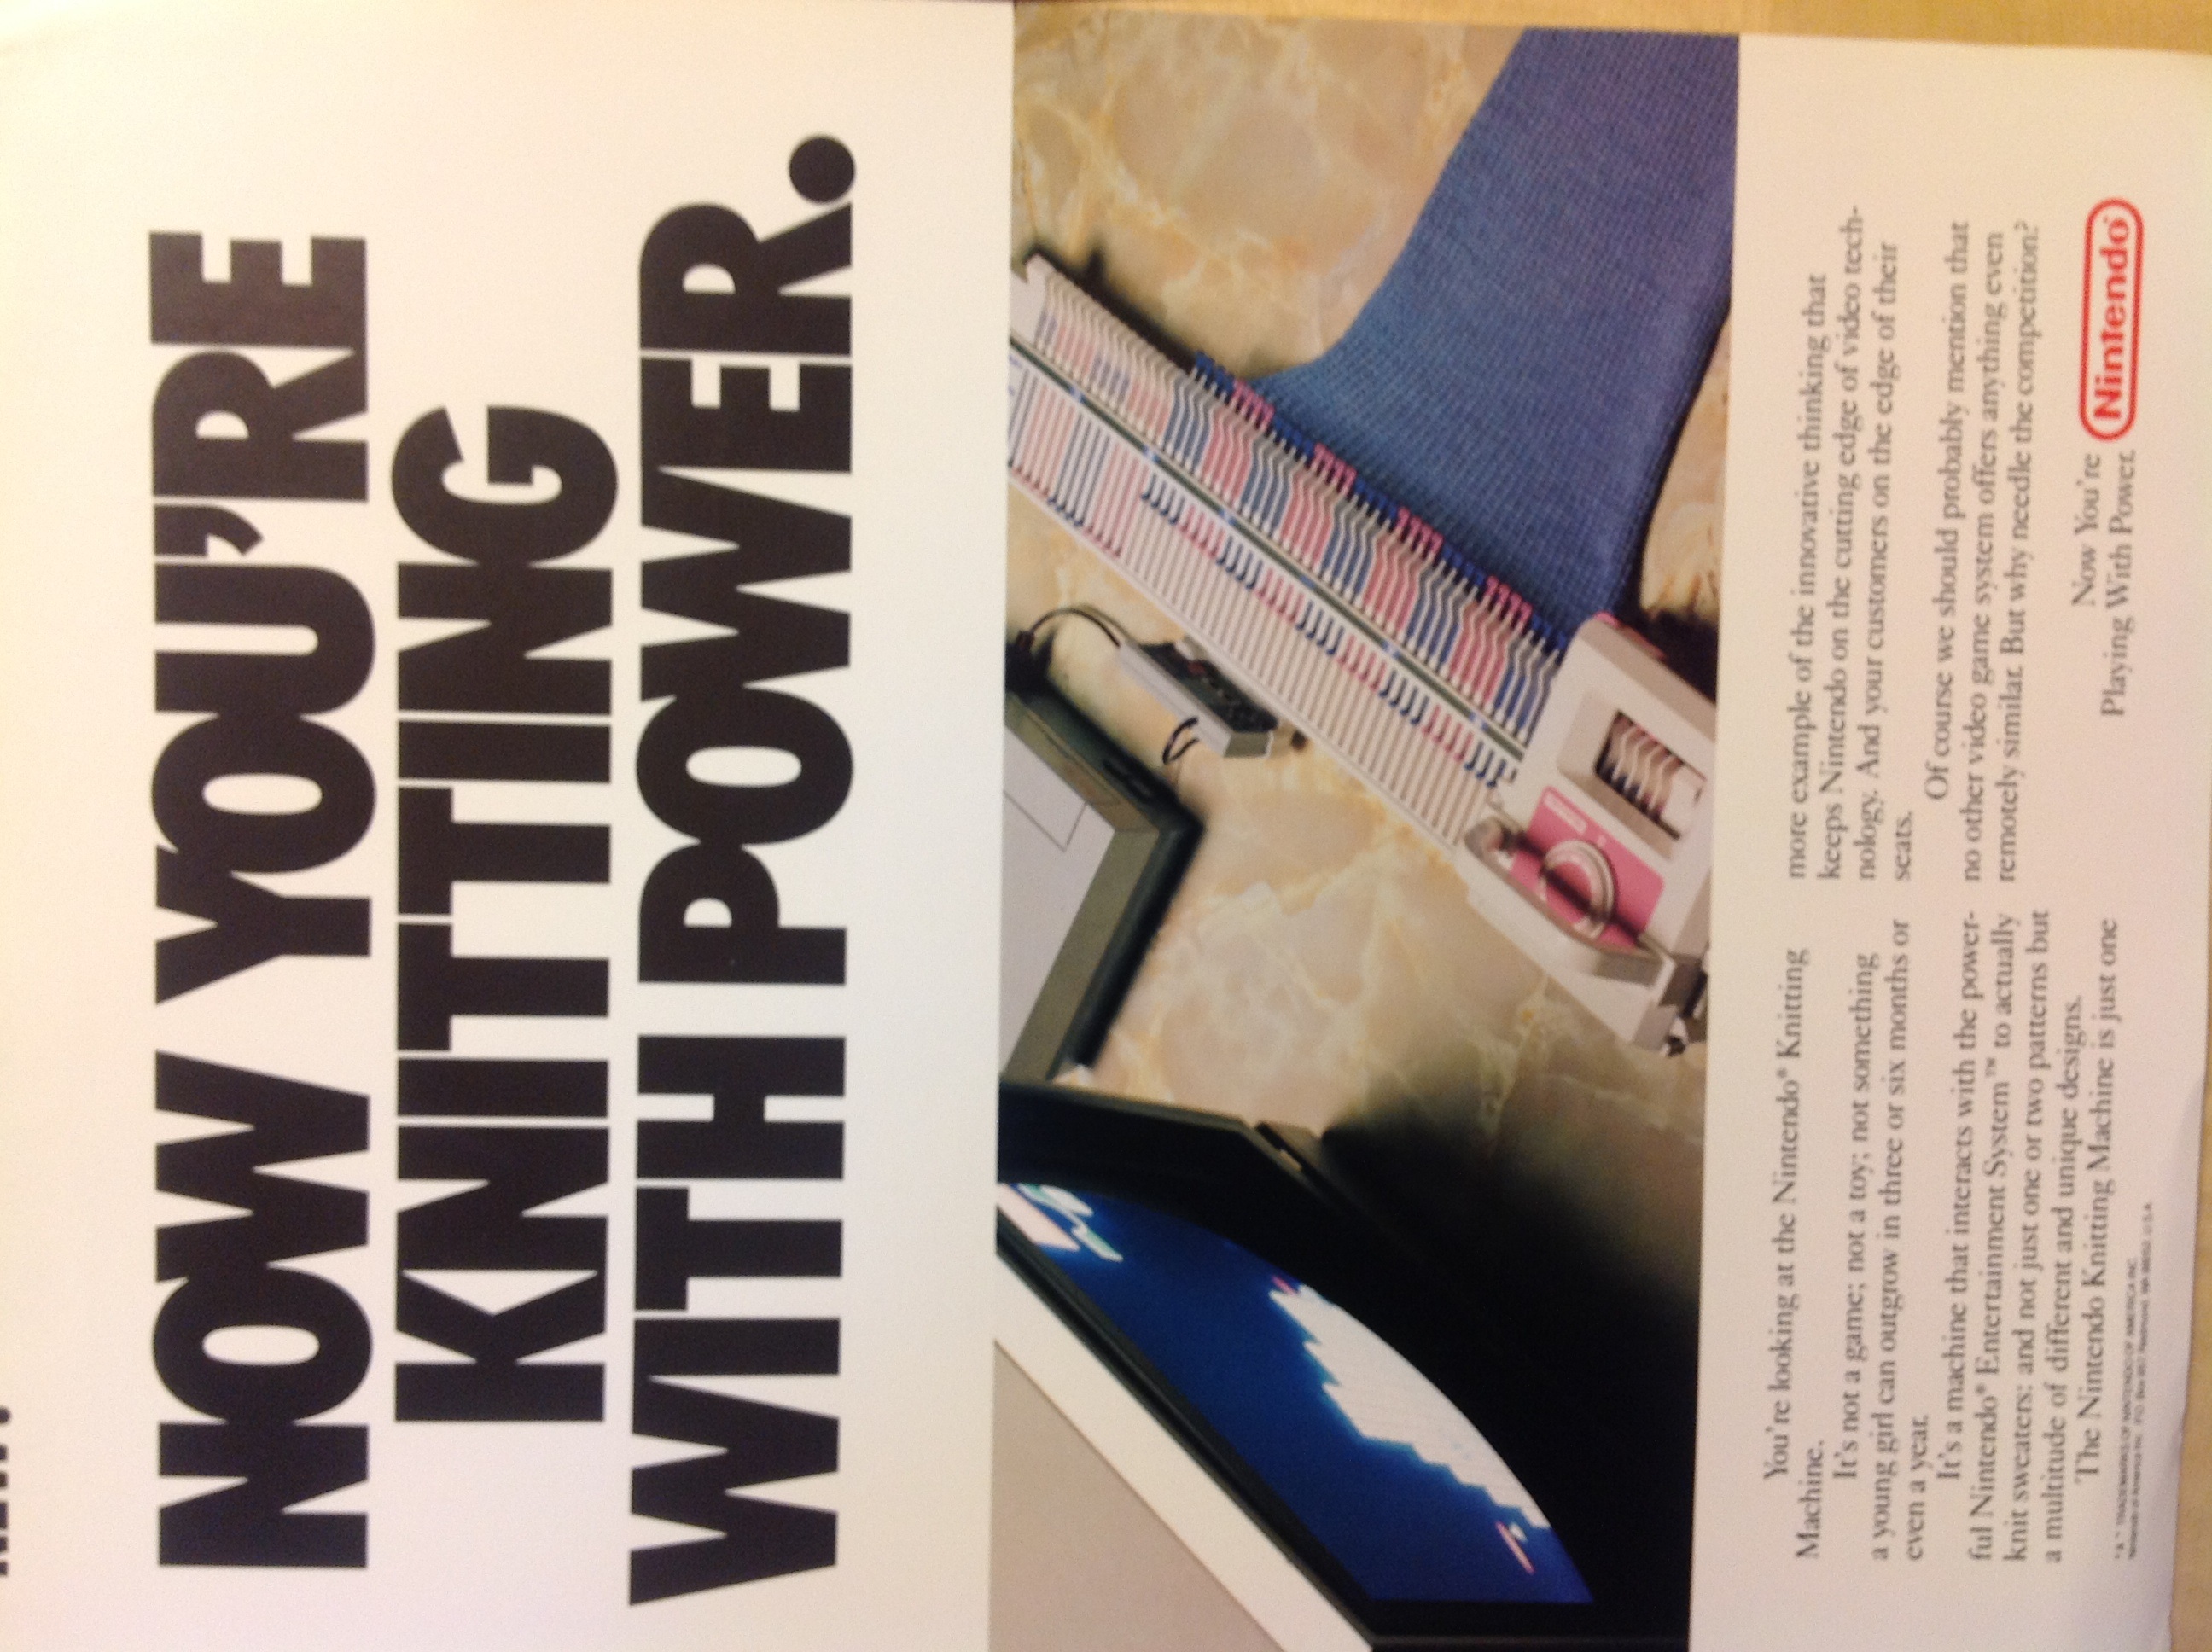 NEW!
NOW YOU'RE
KNITTING
WITH POWER.
You're looking at the Nintendo® Knitting
Machine.
It's not a game; not a toy; not something
a young girl can outgrow in three or six months or
even a year.
It's a machine that interacts with the power-
ful Nintendo® Entertainment System™ to actually
knit sweaters: and not just one or two patterns but
a multitude of different and unique designs.
The Nintendo Knitting Machine is just one
® & ™ TRADEMARKS OF NINTENDO OF AMERICA INC.
Nintendo of America Inc. P.O. Box 957, Redmond, WA 98052, U.S.A.
more example of the innovative thinking that
keeps Nintendo on the cutting edge of video tech-
nology. And your customers on the edge of their
seats.
Of course we should probably mention that
no other video game system offers anything even
remotely similar. But why needle the competition?
Now You're
Playing With Power.
Nintendo®